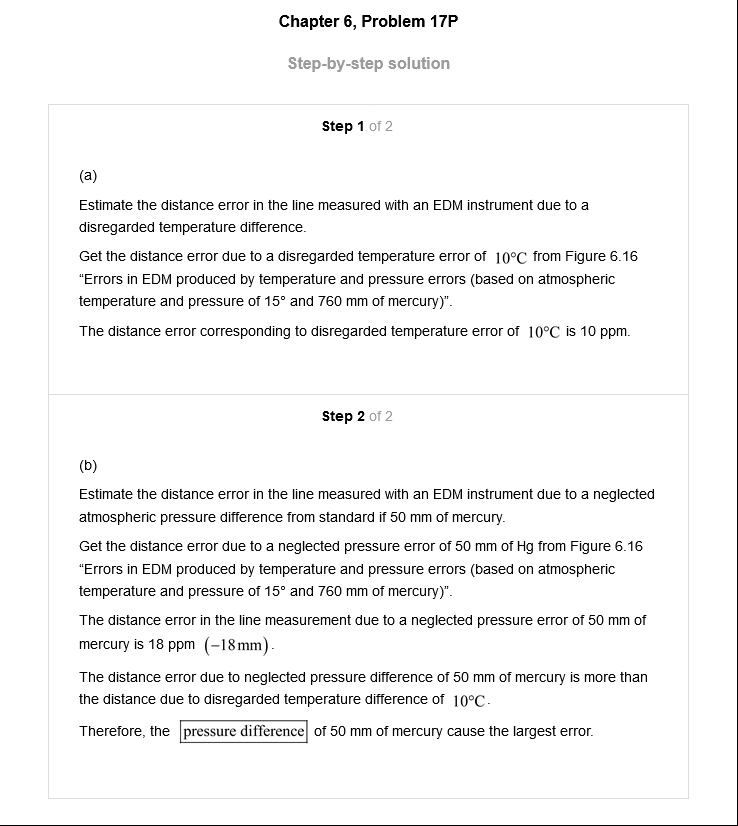 Chapter 6, Problem 17P
Step-by-step solution
Step 1 of 2
(a)
Estimate the distance error in the line measured with an EDM instrument due to a
disregarded temperature difference.
Get the distance error due to a disregarded temperature error of 10°C from Figure 6.16
“Errors in EDM produced by temperature and pressure errors (based on atmospheric
temperature and pressure of 15° and 760 mm of mercury)”.
The distance error corresponding to disregarded temperature error of 10°C is 10 ppm.
Step 2 of 2
(b)
Estimate the distance error in the line measured with an EDM instrument due to a neglected
atmospheric pressure difference from standard if 50 mm of mercury.
Get the distance error due to a neglected pressure error of 50 mm of Hg from Figure 6.16
“Errors in EDM produced by temperature and pressure errors (based on atmospheric
temperature and pressure of 15° and 760 mm of mercury)”.
The distance error in the line measurement due to a neglected pressure error of 50 mm of
mercury is 18 ppm (−18 mm).
The distance error due to neglected pressure difference of 50 mm of mercury is more than
the distance due to disregarded temperature difference of 10°C.
Therefore, the pressure difference of 50 mm of mercury cause the largest error.